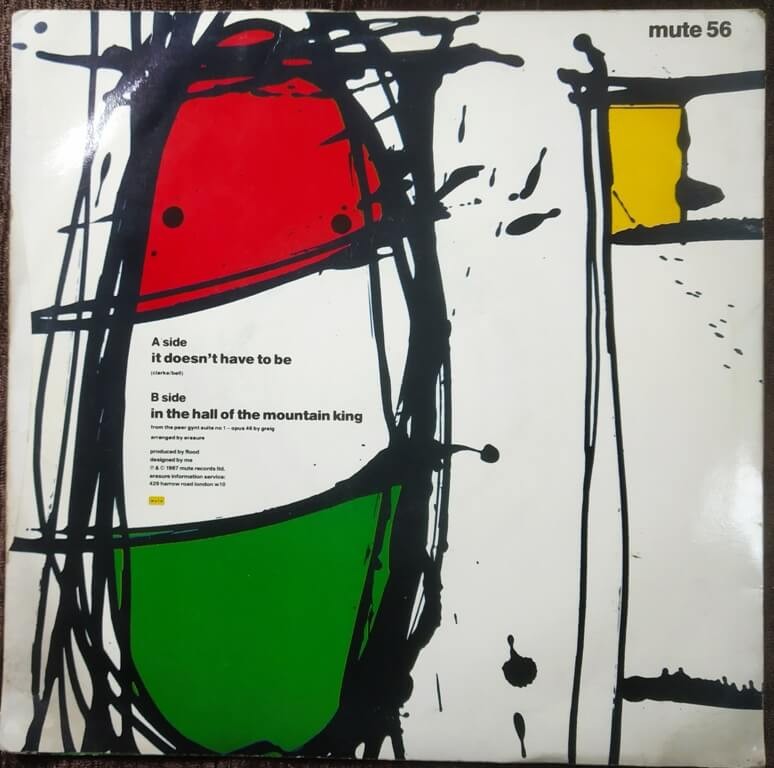 mute 56
A side
it doesn't have to be
(clarke/bell)
B side
in the hall of the mountain king
from the peer gynt suite no 1 - opus 46 by greig
arranged by erasure
produced by flood
designed by me
℗ & © 1987 mute records ltd.
erasure information service:
429 harrow road london w10